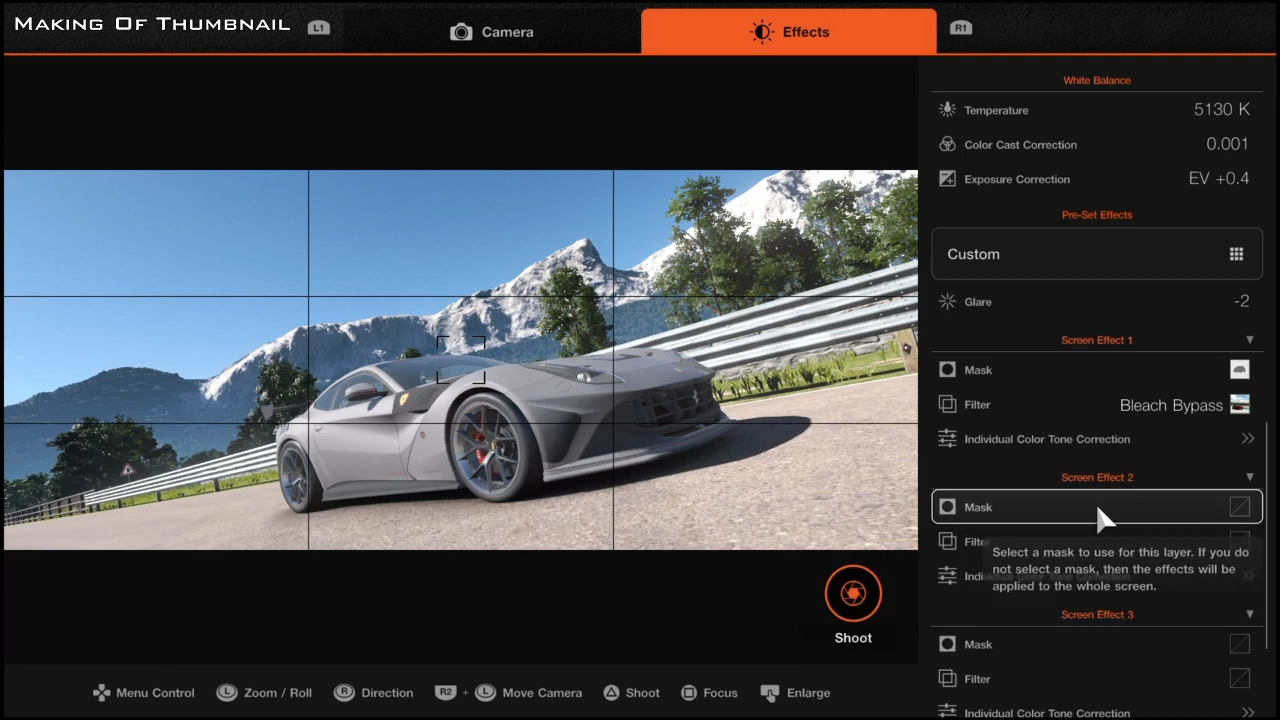 Making Of Thumbnail
L1
Camera
Effects
R1
White Balance
Temperature 5130 K
Color Cast Correction 0.001
Exposure Correction EV +0.4
Pre-Set Effects
Custom
Glare -2
Screen Effect 1
Mask
Filter Bleach Bypass
Individual Color Tone Correction
Screen Effect 2
Mask
Filte
Select a mask to use for this layer. If you do
not select a mask, then the effects will be
applied to the whole screen.
Screen Effect 3
Mask
Filter
Individual Color Tone Correction
Shoot
Menu Control L Zoom / Roll R Direction R2 + L Move Camera Shoot Focus Enlarge